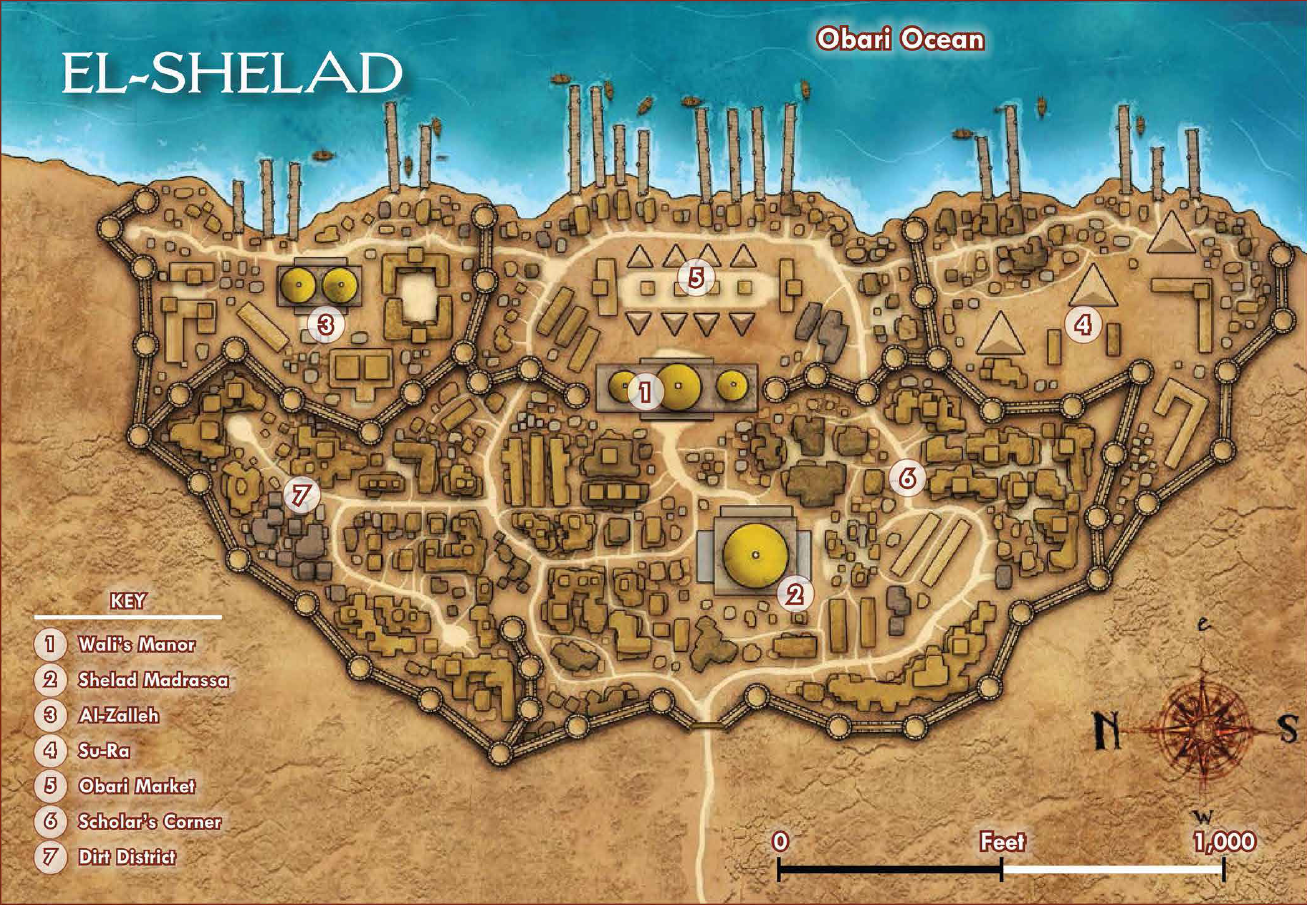 EL-SHELAD
Obari Ocean
5
3
4
1
6
7
2
KEY
1 Wali's Manor
2 Shelad Madrassa
3 Al-Zalleh
4 Su-Ra
5 Obari Market
6 Scholar's Corner
7 Dirt District
e
N S
w
0 Feet 1,000